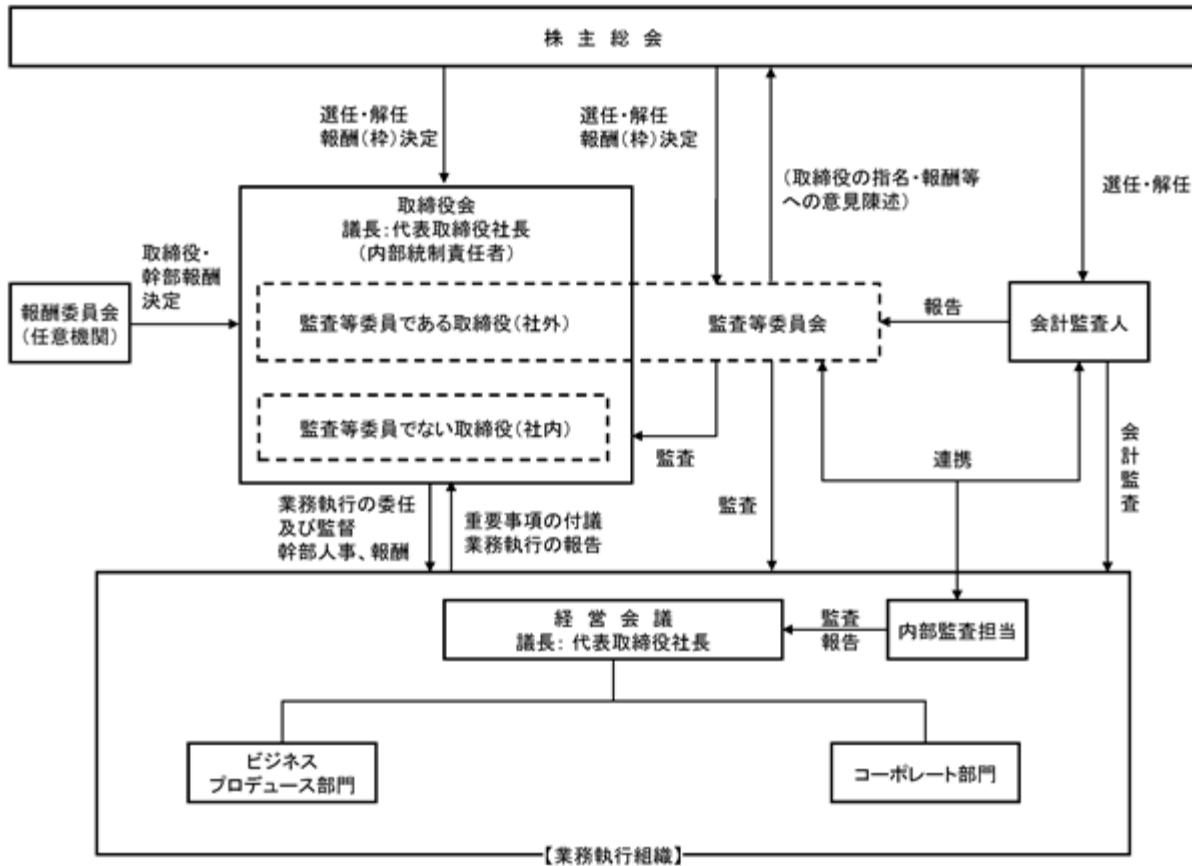 株 主 総 会
選任・解任
報酬(枠)決定
選任・解任
報酬(枠)決定
(取締役の指名・報酬等
への意見陳述)
選任・解任
取締役会
議長:代表取締役社長
(内部統制責任者)
取締役・
幹部報酬
決定
報酬委員会
(任意機関)
監査等委員である取締役(社外)
監査等委員会
報告
会計監査人
監査等委員でない取締役(社内)
監査
監査
連携
会計監査
業務執行の委任
及び監督
幹部人事、報酬
重要事項の付議
業務執行の報告
経 営 会 議
議長: 代表取締役社長
監査
報告
内部監査担当
ビジネス
プロデュース部門
コーポレート部門
【業務執行組織】